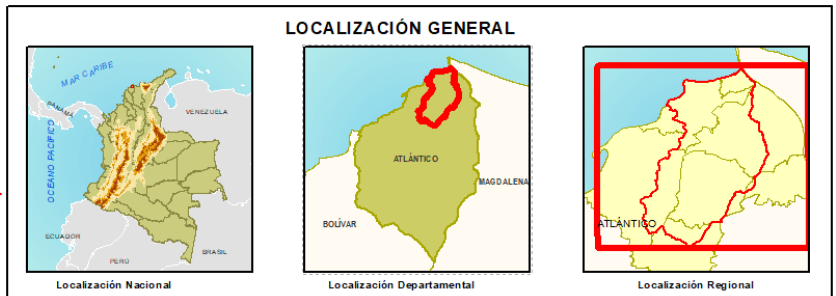 LOCALIZACIÓN GENERAL
MAR CARIBE
PANAMÁ
VENEZUELA
OCEANO PACIFICO
ECUADOR
PERÚ
BRASIL
Localización Nacional
ATLÁNTICO
MAGDALENA
BOLÍVAR
Localización Departamental
ATLÁNTICO
Localización Regional